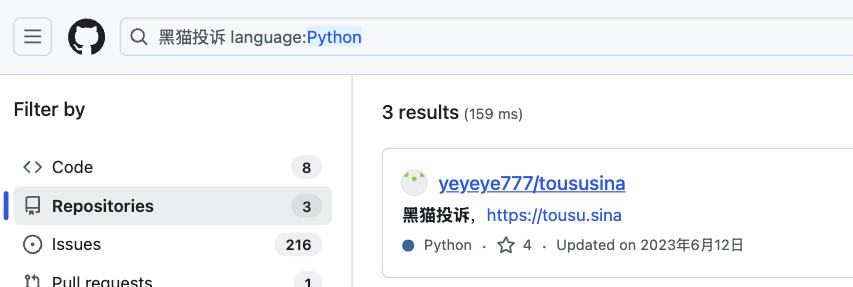 黑猫投诉 language:Python
Filter by
3 results (159 ms)
Code 8
yeyeye777/toususina
Repositories 3
黑猫投诉，https://tousu.sina
Issues 216
Python · 4 · Updated on 2023年6月12日
Pull requests 1